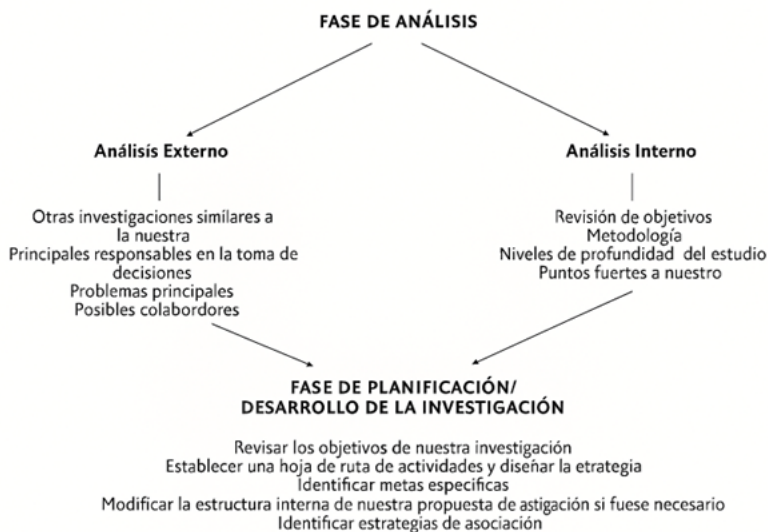 FASE DE ANÁLISIS
Análisis Externo
Otras investigaciones similares a
la nuestra
Principales responsables en la toma de
decisiones
Problemas principales
Posibles colabordores
Análisis Interno
Revisión de objetivos
Metodología
Niveles de profundidad del estudio
Puntos fuertes a nuestro
FASE DE PLANIFICACIÓN/
DESARROLLO DE LA INVESTIGACIÓN
Revisar los objetivos de nuestra investigación
Establecer una hoja de ruta de actividades y diseñar la etrategia
Identificar metas especificas
Modificar la estructura interna de nuestra propuesta de astigación si fuese necesario
Identificar estrategias de asociación